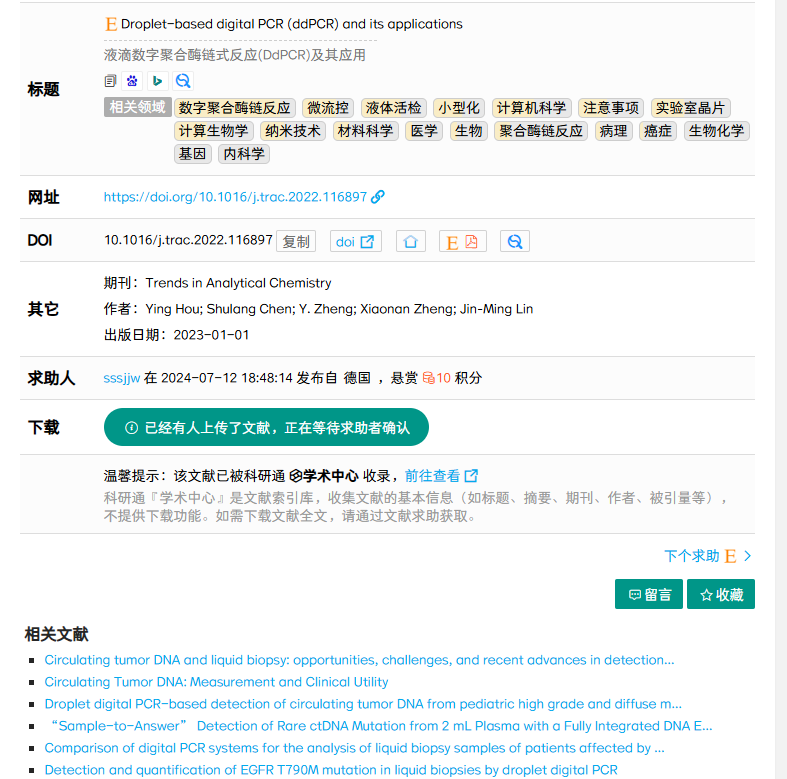 Droplet-based digital PCR (ddPCR) and its applications
液滴数字聚合酶链式反应(DdPCR)及其应用
标题
相关领域 数字聚合酶链反应 微流控 液体活检 小型化 计算机科学 注意事项 实验室晶片
计算生物学 纳米技术 材料科学 医学 生物 聚合酶链反应 病理 癌症 生物化学
基因 内科学
网址 https://doi.org/10.1016/j.trac.2022.116897
DOI 10.1016/j.trac.2022.116897 复制 doi E
期刊：Trends in Analytical Chemistry
其它 作者：Ying Hou; Shulang Chen; Y. Zheng; Xiaonan Zheng; Jin-Ming Lin
出版日期：2023-01-01
求助人 sssjjw 在 2024-07-12 18:48:14 发布自 德国 ，悬赏 10 积分
下载 已经有人上传了文献，正在等待求助者确认
温馨提示：该文献已被科研通 学术中心 收录，前往查看
科研通『学术中心』是文献索引库，收集文献的基本信息（如标题、摘要、期刊、作者、被引量等），
不提供下载功能。如需下载文献全文，请通过文献求助获取。
下个求助 E
留言 收藏
相关文献
Circulating tumor DNA and liquid biopsy: opportunities, challenges, and recent advances in detection...
Circulating Tumor DNA: Measurement and Clinical Utility
Droplet digital PCR-based detection of circulating tumor DNA from pediatric high grade and diffuse m...
“Sample-to-Answer” Detection of Rare ctDNA Mutation from 2 mL Plasma with a Fully Integrated DNA E...
Comparison of digital PCR systems for the analysis of liquid biopsy samples of patients affected by ...
Detection and quantification of EGFR T790M mutation in liquid biopsies by droplet digital PCR